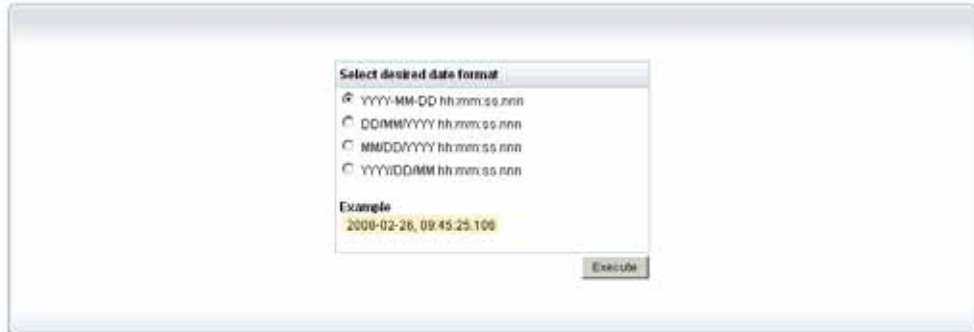 Select desired date format
YYYY-MM-DD hh:mm:ss.nnn
DD/MM/YYYY hh:mm:ss.nnn
MM/DD/YYYY hh:mm:ss.nnn
YYYY/DD/MM hh:mm:ss.nnn
Example
2008-02-26, 09:45:25.106
Execute